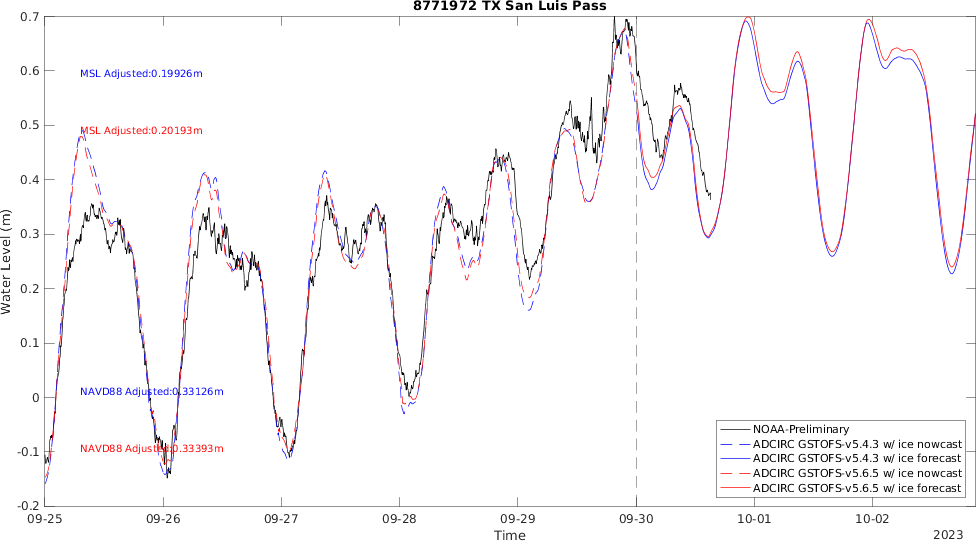 8771972 TX San Luis Pass
0.7
0.6
0.5
0.4
0.3
0.2
0.1
0
-0.1
-0.2
Water Level (m)
MSL Adjusted:0.19926m
MSL Adjusted:0.20193m
NAVD88 Adjusted:0.33126m
NAVD88 Adjusted:0.33393m
NOAA-Preliminary
ADCIRC GSTOFS-v5.4.3 w/ ice nowcast
ADCIRC GSTOFS-v5.4.3 w/ ice forecast
ADCIRC GSTOFS-v5.6.5 w/ ice nowcast
ADCIRC GSTOFS-v5.6.5 w/ ice forecast
09-25 09-26 09-27 09-28 09-29 09-30 10-01 10-02
Time
2023